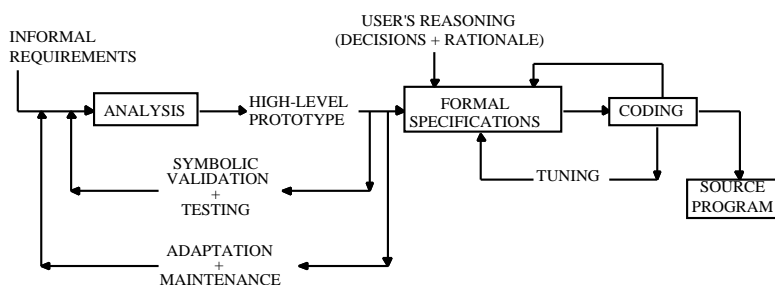 INFORMAL
REQUIREMENTS
USER'S REASONING
(DECISIONS + RATIONALE)
ANALYSIS
HIGH-LEVEL
PROTOTYPE
FORMAL
SPECIFICATIONS
CODING
SYMBOLIC
VALIDATION
+
TESTING
TUNING
SOURCE
PROGRAM
ADAPTATION
+
MAINTENANCE